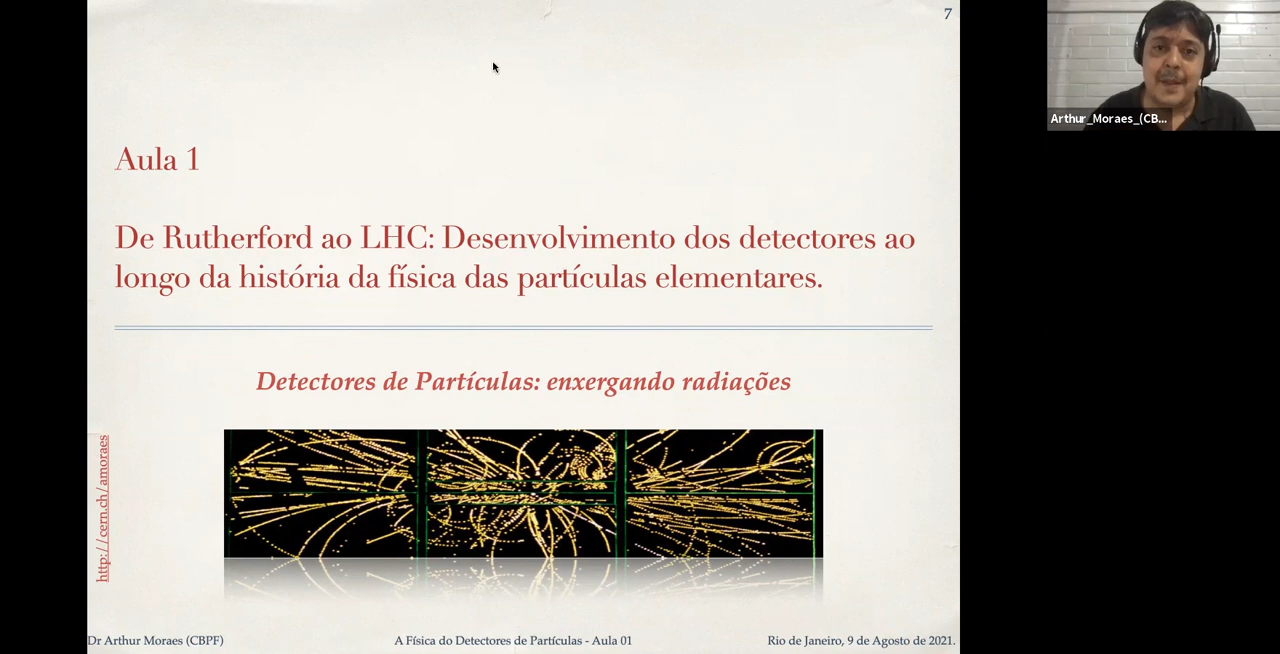 7
Arthur_Moraes_(CB...
Aula 1
De Rutherford ao LHC: Desenvolvimento dos detectores ao
longo da história da física das partículas elementares.
Detectores de Partículas: enxergando radiações
http://cern.ch/amoraes
Dr Arthur Moraes (CBPF)
A Física do Detectores de Partículas - Aula 01
Rio de Janeiro, 9 de Agosto de 2021.